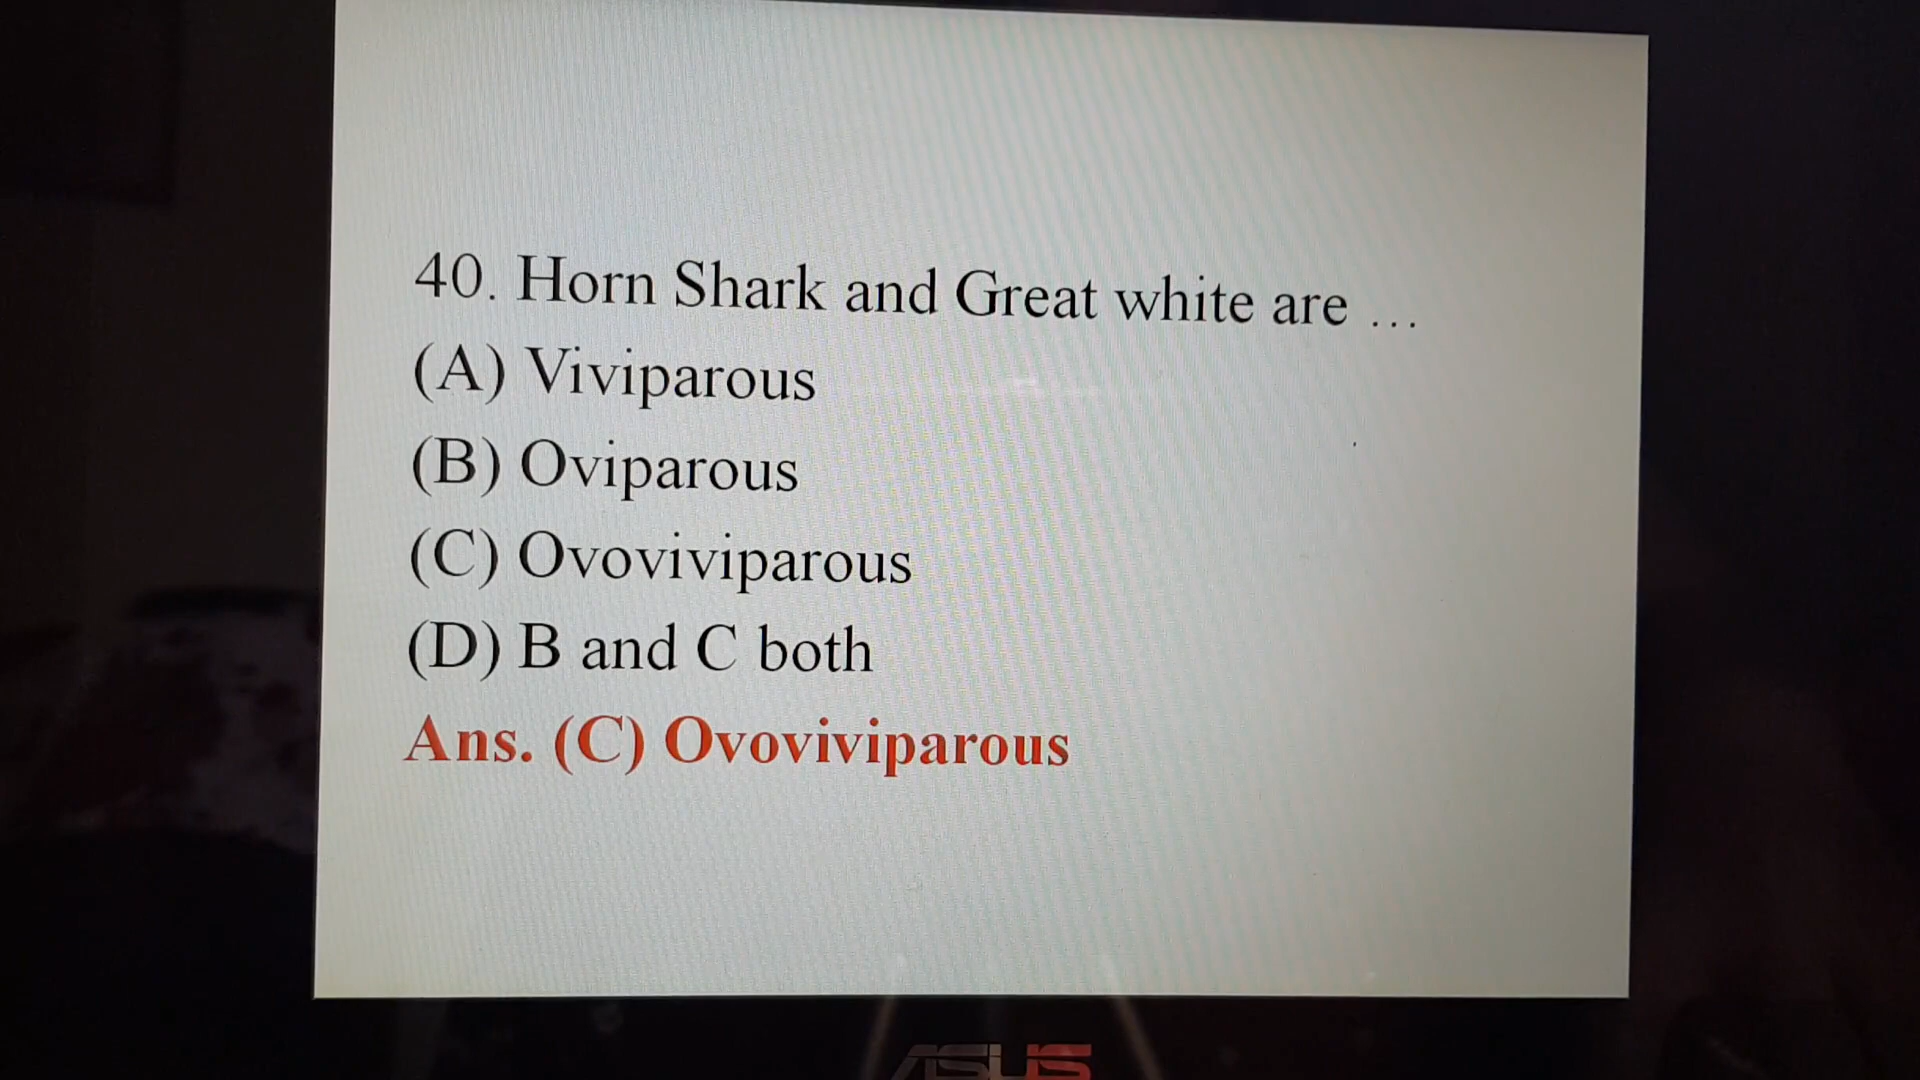 40. Horn Shark and Great white are ...
(A) Viviparous
(B) Oviparous
(C) Ovoviviparous
(D) B and C both
Ans. (C) Ovoviviparous
ASUS